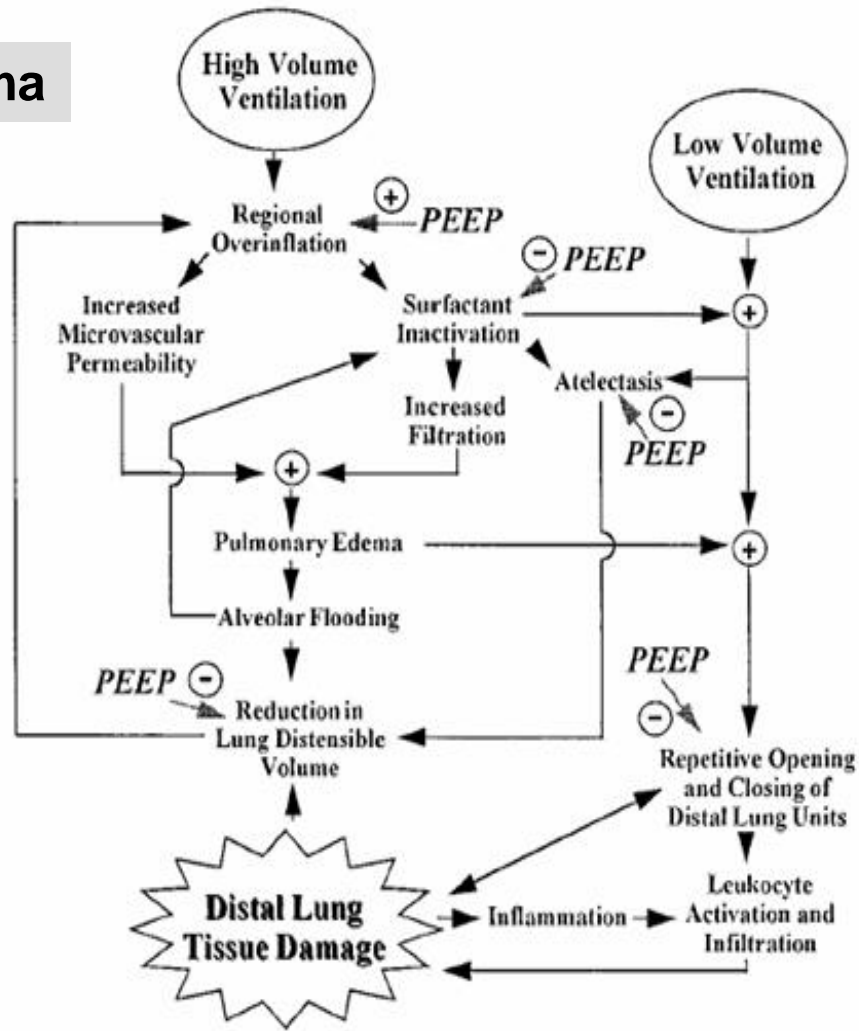 High Volume
Ventilation
Low Volume
Ventilation
Regional
Overinflation
+
PEEP
−
PEEP
Increased
Microvascular
Permeability
Surfactant
Inactivation
+
Atelectasis
−
PEEP
Increased
Filtration
+
Pulmonary Edema
+
Alveolar Flooding
PEEP −
Reduction in
Lung Distensible
Volume
PEEP
−
Repetitive Opening
and Closing of
Distal Lung Units
Distal Lung
Tissue Damage
Inflammation
Leukocyte
Activation and
Infiltration